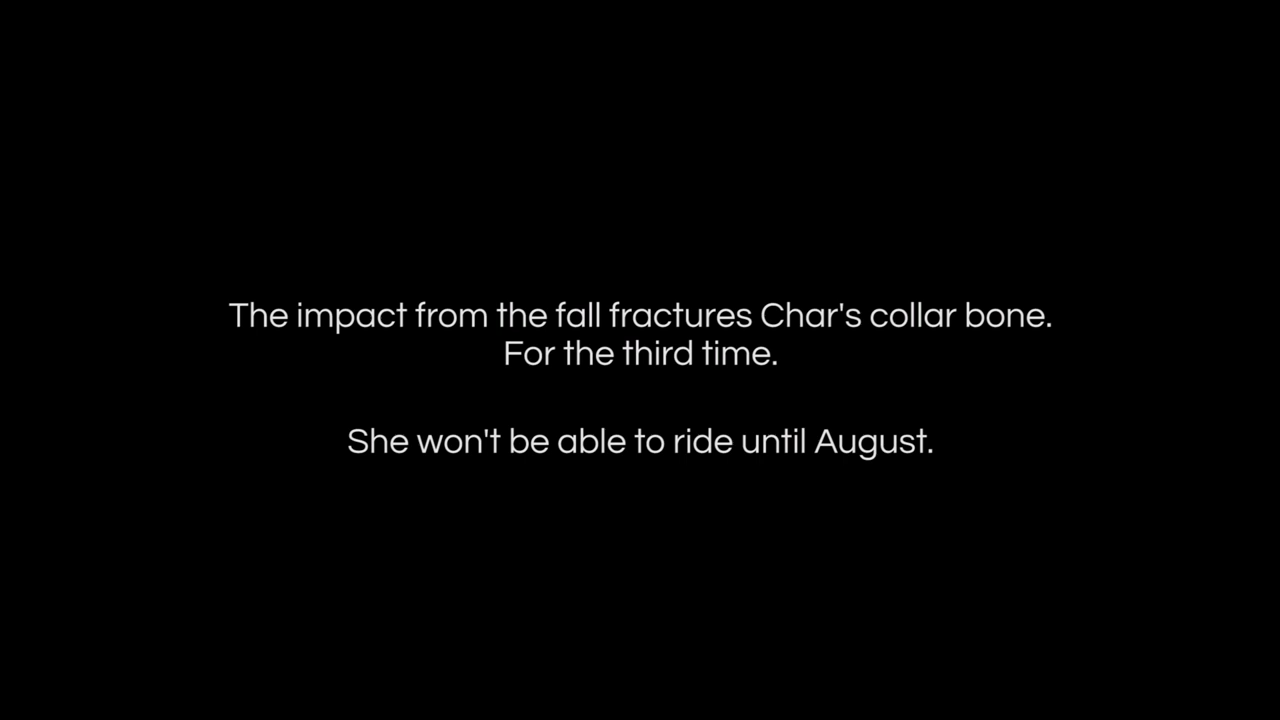 The impact from the fall fractures Char's collar bone.
For the third time.
She won't be able to ride until August.